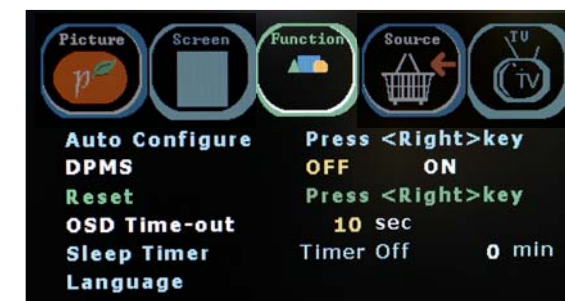 Picture Screen Function Source TV
p TV
Auto Configure Press <Right>key
DPMS OFF ON
Reset Press <Right>key
OSD Time-out 10 sec
Sleep Timer Timer Off 0 min
Language